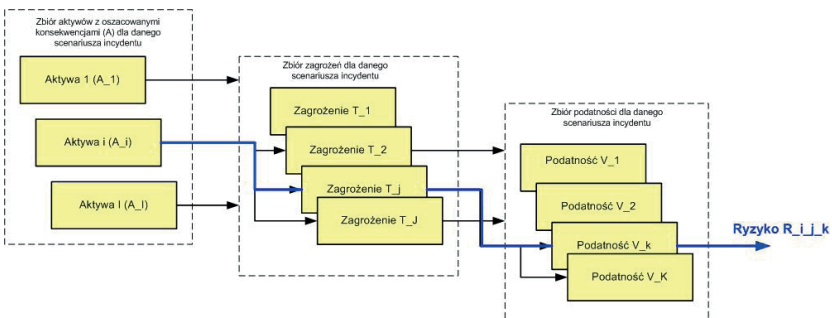 Zbiór aktywów z oszacowanymi
konsekwencjami (A) dla danego
scenariusza incydentu
Aktywa 1 (A_1)
Aktywa i (A_i)
Aktywa I (A_I)
Zbiór zagrożeń dla danego
scenariusza incydentu
Zagrożenie T_1
Zagrożenie T_2
Zagrożenie T_j
Zagrożenie T_J
Zbiór podatności dla danego
scenariusza incydentu
Podatność V_1
Podatność V_2
Podatność V_k
Podatność V_K
Ryzyko R_i_j_k